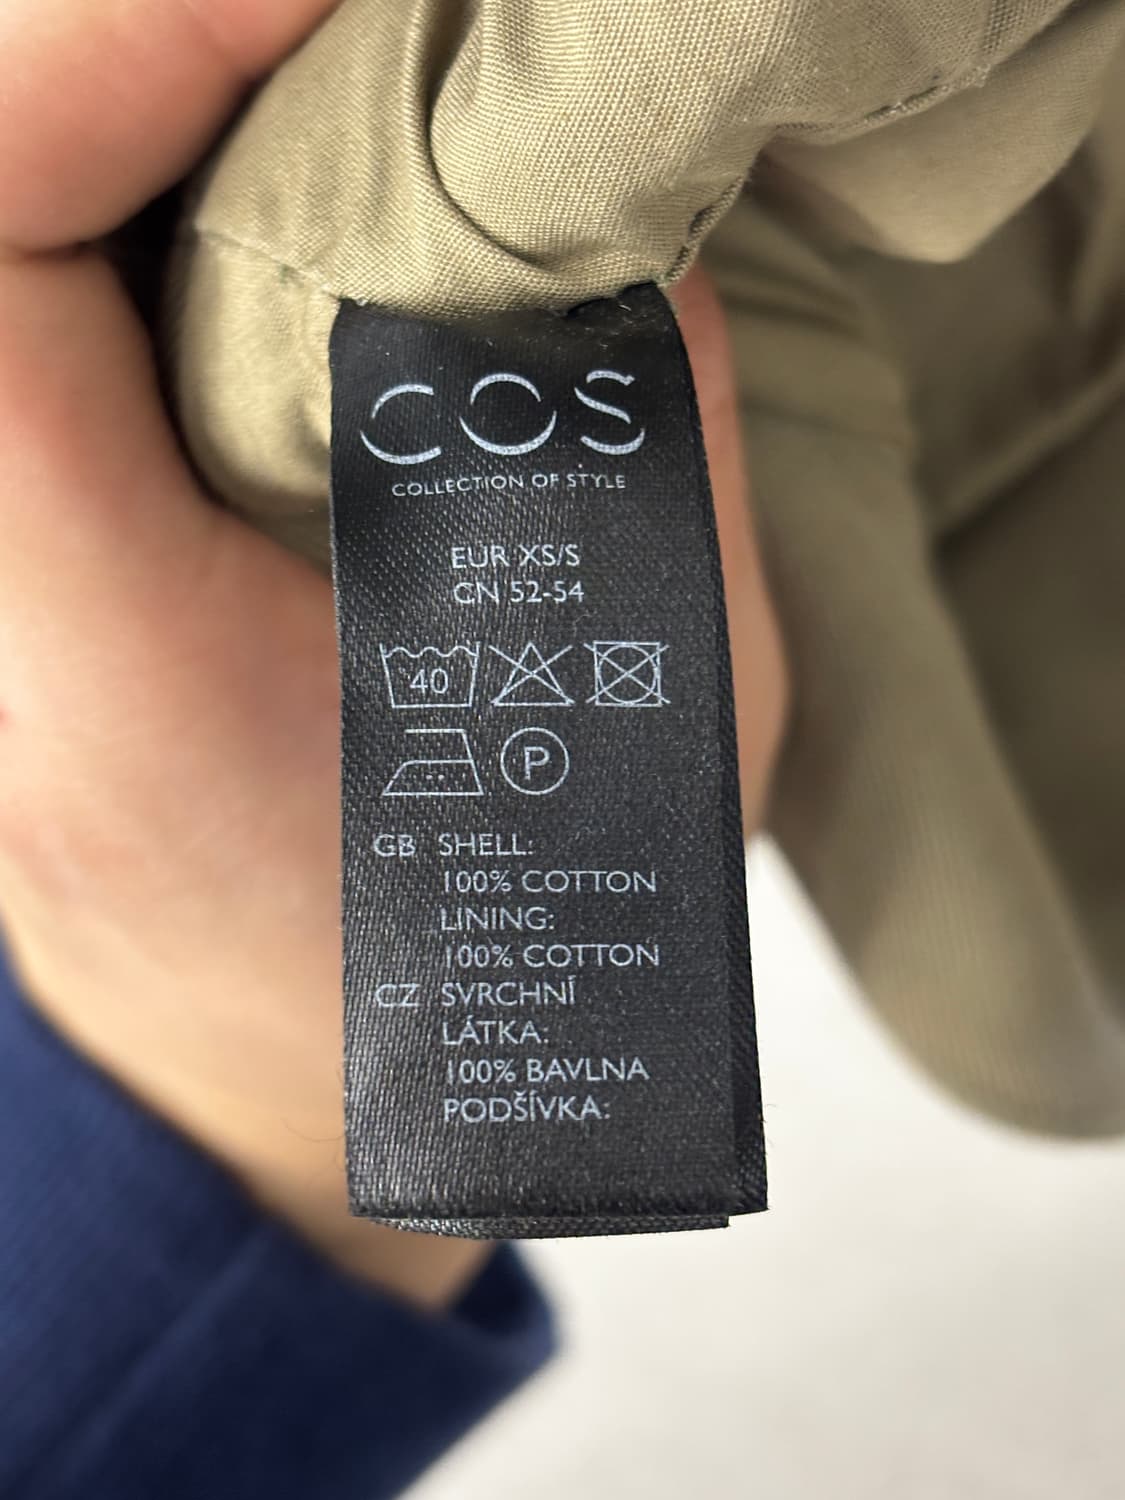 COS
COLLECTION OF STYLE
EUR XS/S
CN 52-54
40
P
GB SHELL:
100% COTTON
LINING:
100% COTTON
CZ SVRCHNÍ
LÁTKA:
100% BAVLNA
PODŠÍVKA: